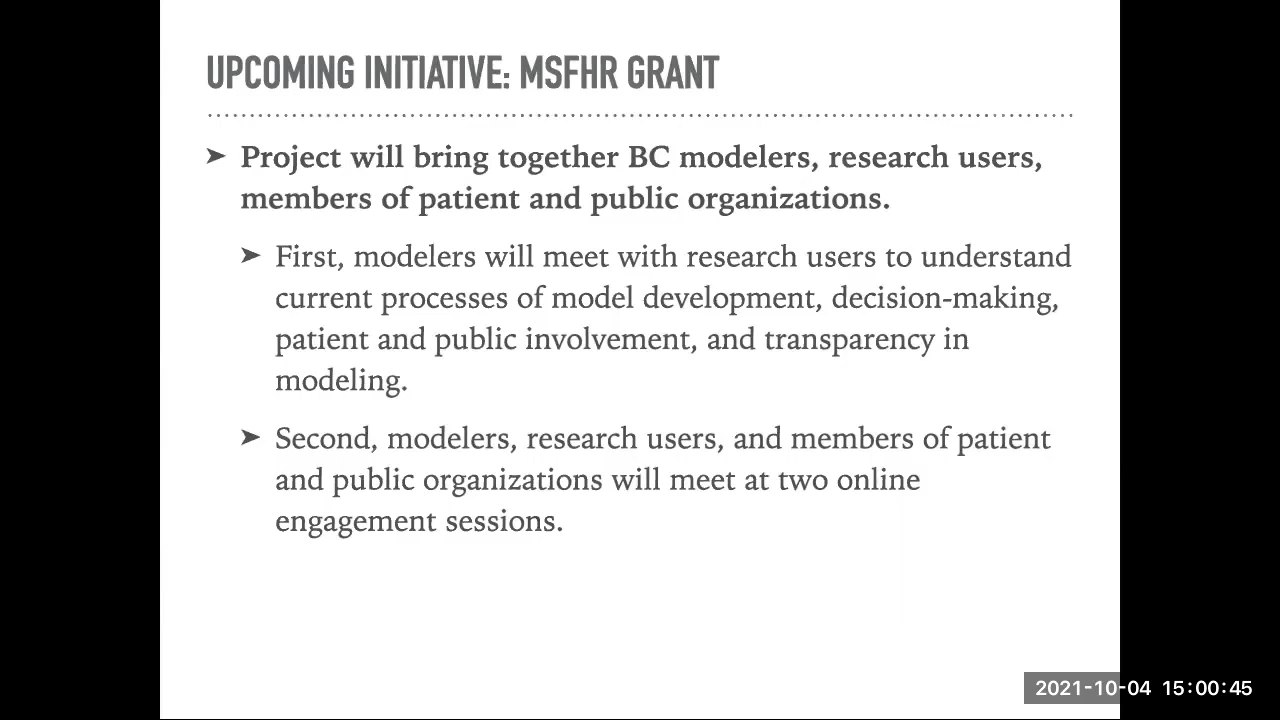 UPCOMING INITIATIVE: MSFHR GRANT
➤ Project will bring together BC modelers, research users,
members of patient and public organizations.
➤ First, modelers will meet with research users to understand
current processes of model development, decision-making,
patient and public involvement, and transparency in
modeling.
➤ Second, modelers, research users, and members of patient
and public organizations will meet at two online
engagement sessions.
2021-10-04 15:00:45